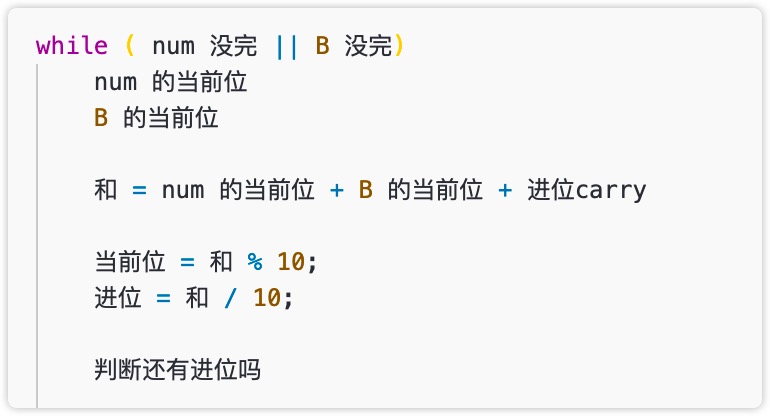 while ( num 没完 || B 没完)
num 的当前位
B 的当前位
和 = num 的当前位 + B 的当前位 + 进位carry
当前位 = 和 % 10;
进位 = 和 / 10;
判断还有进位吗